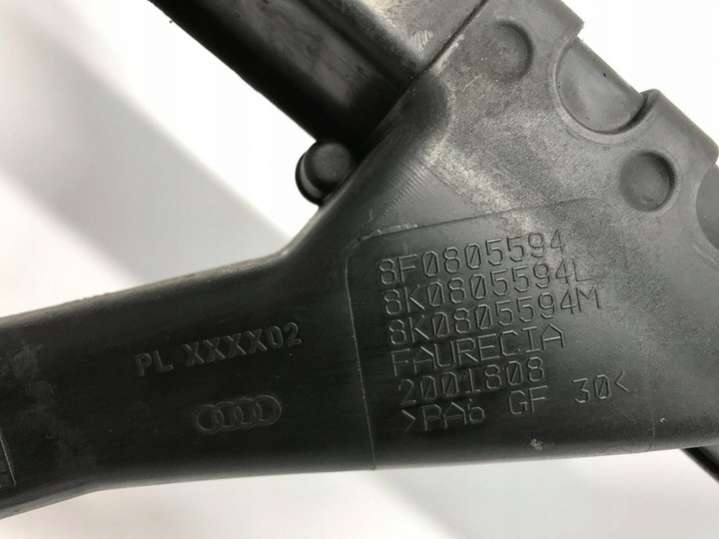 8F0805594
8K0805594L
8K0805594M
FAURECIA
2001808
>PA6 GF 30<
PL XXXX02